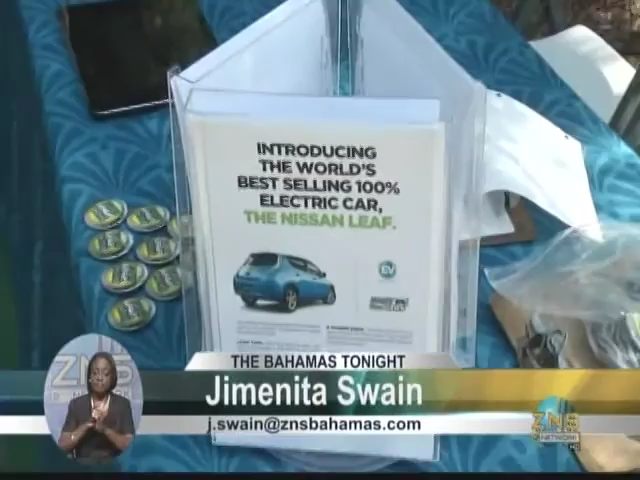 INTRODUCING
THE WORLD'S
BEST SELLING 100%
ELECTRIC CAR,
THE NISSAN LEAF.
EV
THE BAHAMAS TONIGHT
Jimenita Swain
j.swain@znsbahamas.com
ZNS
ZNS
NETWORK